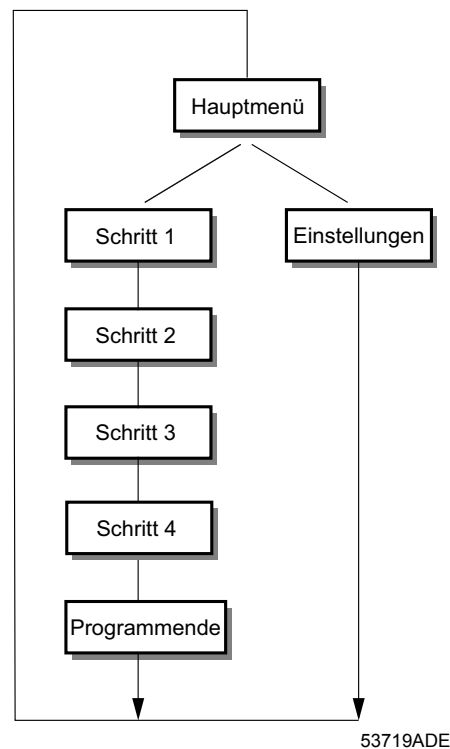 Hauptmenü
Schritt 1
Einstellungen
Schritt 2
Schritt 3
Schritt 4
Programmende
53719ADE